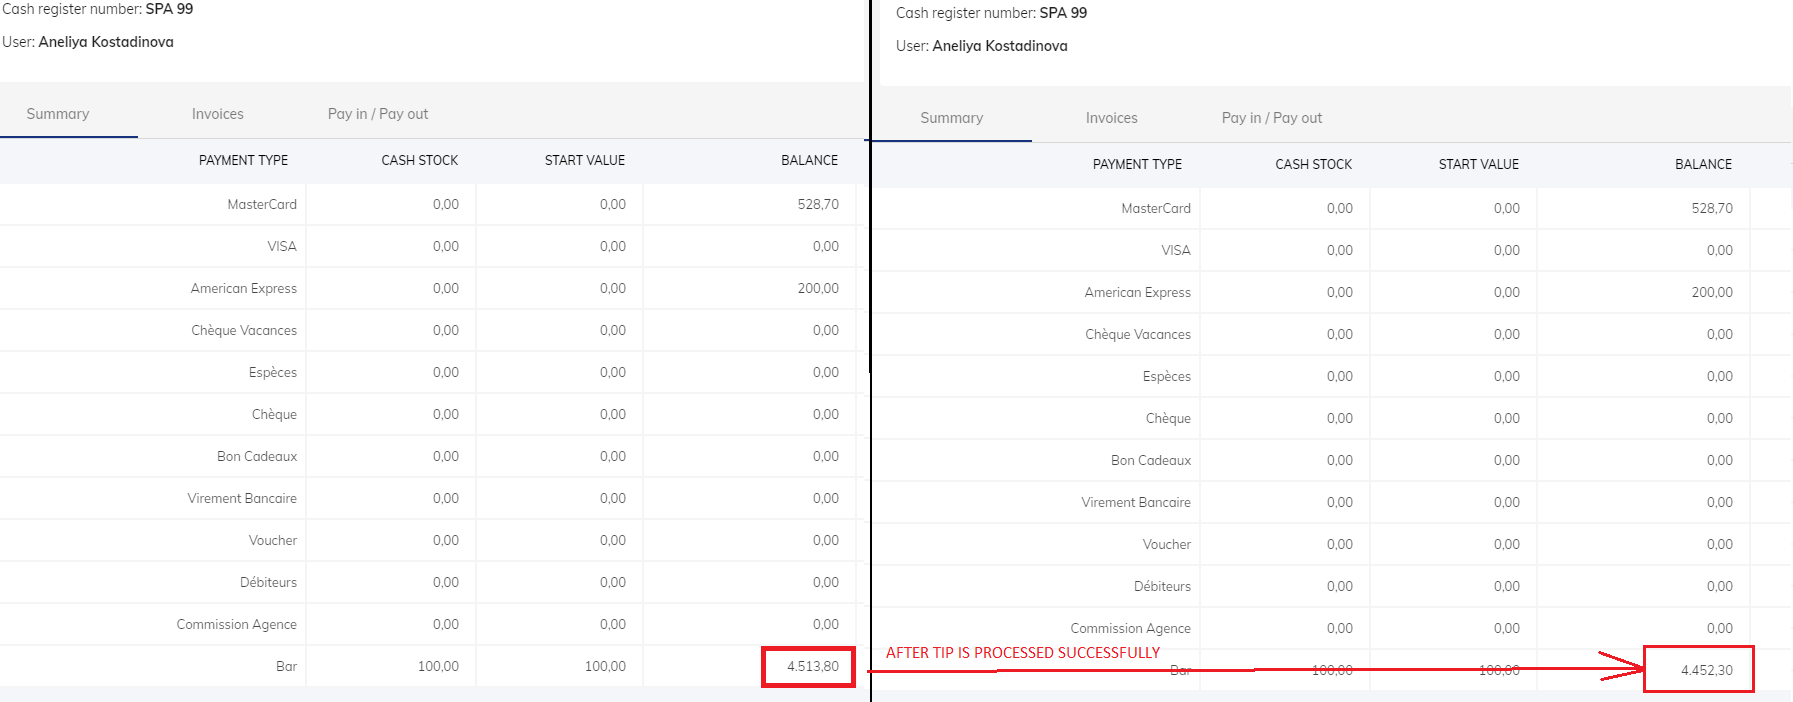 Cash register number: SPA 99
User: Aneliya Kostadinova
Summary Invoices Pay in / Pay out
PAYMENT TYPE CASH STOCK START VALUE BALANCE
MasterCard 0,00 0,00 528,70
VISA 0,00 0,00 0,00
American Express 0,00 0,00 200,00
Chèque Vacances 0,00 0,00 0,00
Espèces 0,00 0,00 0,00
Chèque 0,00 0,00 0,00
Bon Cadeaux 0,00 0,00 0,00
Virement Bancaire 0,00 0,00 0,00
Voucher 0,00 0,00 0,00
Débiteurs 0,00 0,00 0,00
Commission Agence 0,00 0,00 0,00
Bar 100,00 100,00 4.513,80
Cash register number: SPA 99
User: Aneliya Kostadinova
Summary Invoices Pay in / Pay out
PAYMENT TYPE CASH STOCK START VALUE BALANCE
MasterCard 0,00 0,00 528,70
VISA 0,00 0,00 0,00
American Express 0,00 0,00 200,00
Chèque Vacances 0,00 0,00 0,00
Espèces 0,00 0,00 0,00
Chèque 0,00 0,00 0,00
Bon Cadeaux 0,00 0,00 0,00
Virement Bancaire 0,00 0,00 0,00
Voucher 0,00 0,00 0,00
Débiteurs 0,00 0,00 0,00
Commission Agence 0,00 0,00 0,00
AFTER TIP IS PROCESSED SUCCESSFULLY
Bar 100,00 100,00 4.452,30